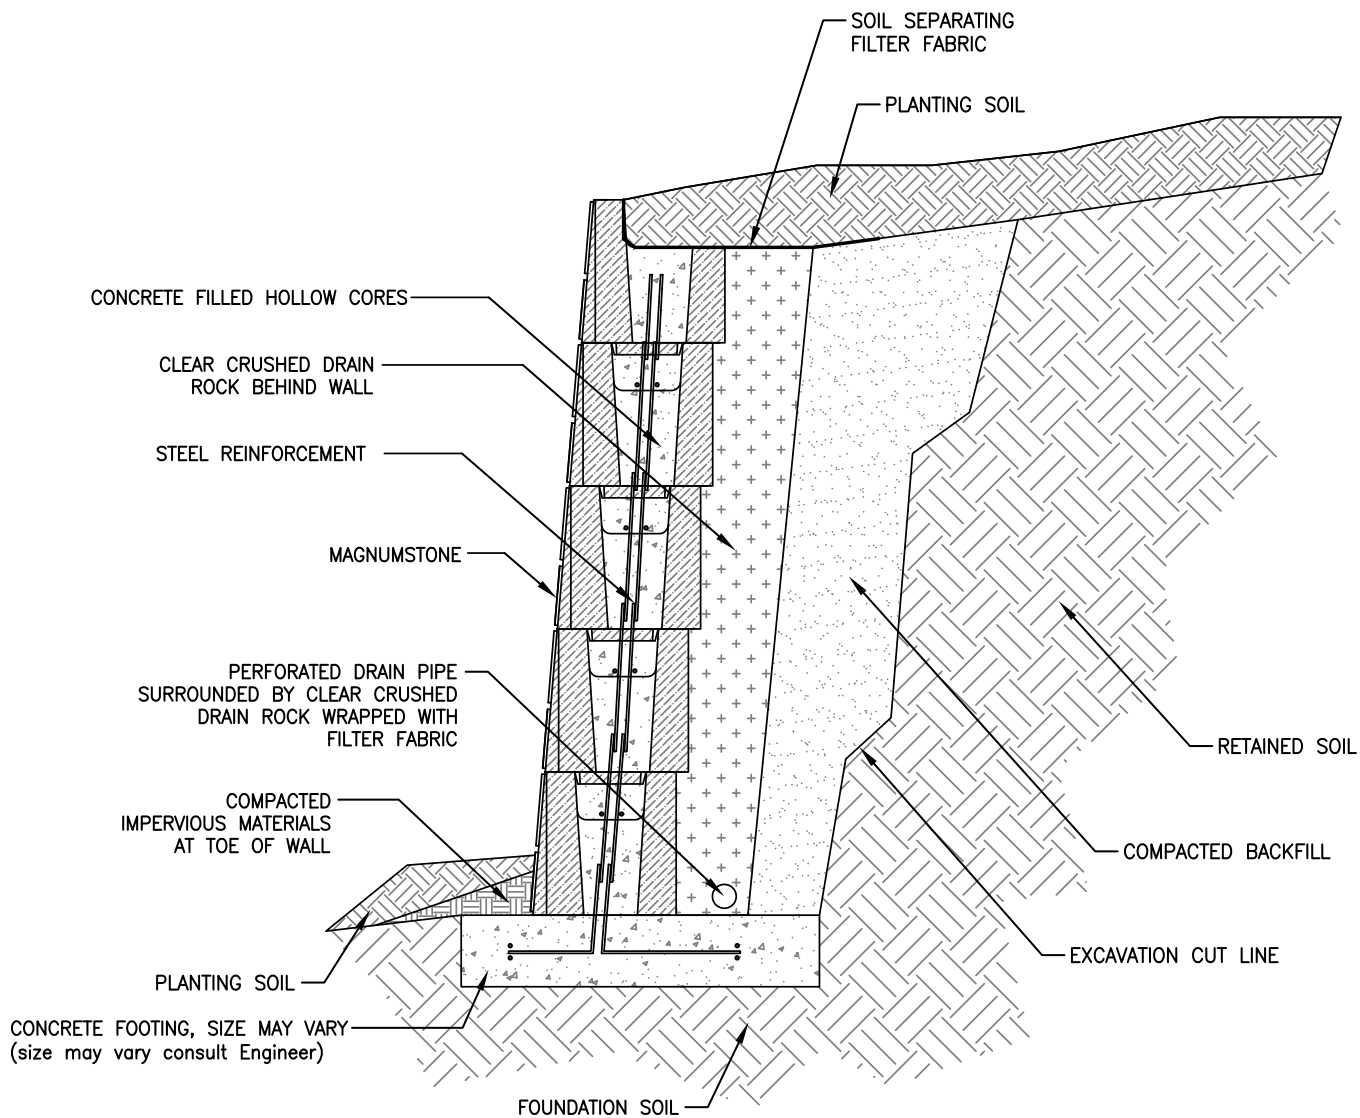 SOIL SEPARATING
FILTER FABRIC
PLANTING SOIL
CONCRETE FILLED HOLLOW CORES
CLEAR CRUSHED DRAIN
ROCK BEHIND WALL
STEEL REINFORCEMENT
MAGNUMSTONE
PERFORATED DRAIN PIPE
SURROUNDED BY CLEAR CRUSHED
DRAIN ROCK WRAPPED WITH
FILTER FABRIC
RETAINED SOIL
COMPACTED
IMPERVIOUS MATERIALS
AT TOE OF WALL
COMPACTED BACKFILL
EXCAVATION CUT LINE
PLANTING SOIL
CONCRETE FOOTING, SIZE MAY VARY
(size may vary consult Engineer)
FOUNDATION SOIL